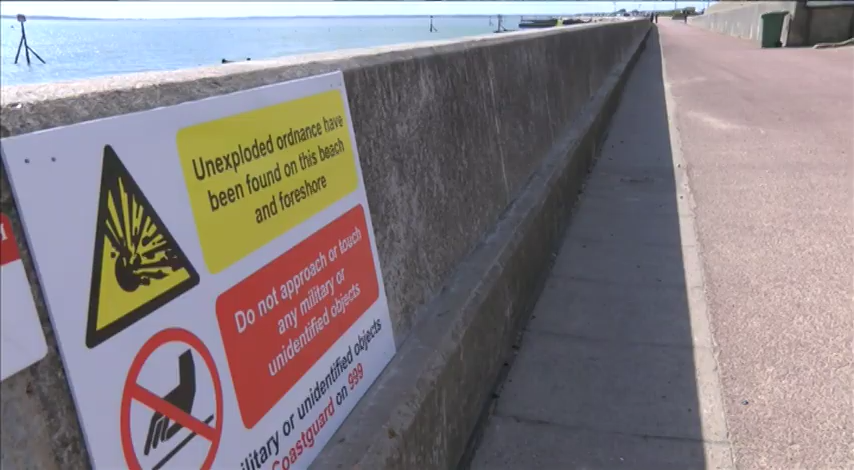 Unexploded ordnance have
been found on this beach
and foreshore
Do not approach or touch
any military or
unidentified objects
ilitary or unidentified objects
Coastguard on 999